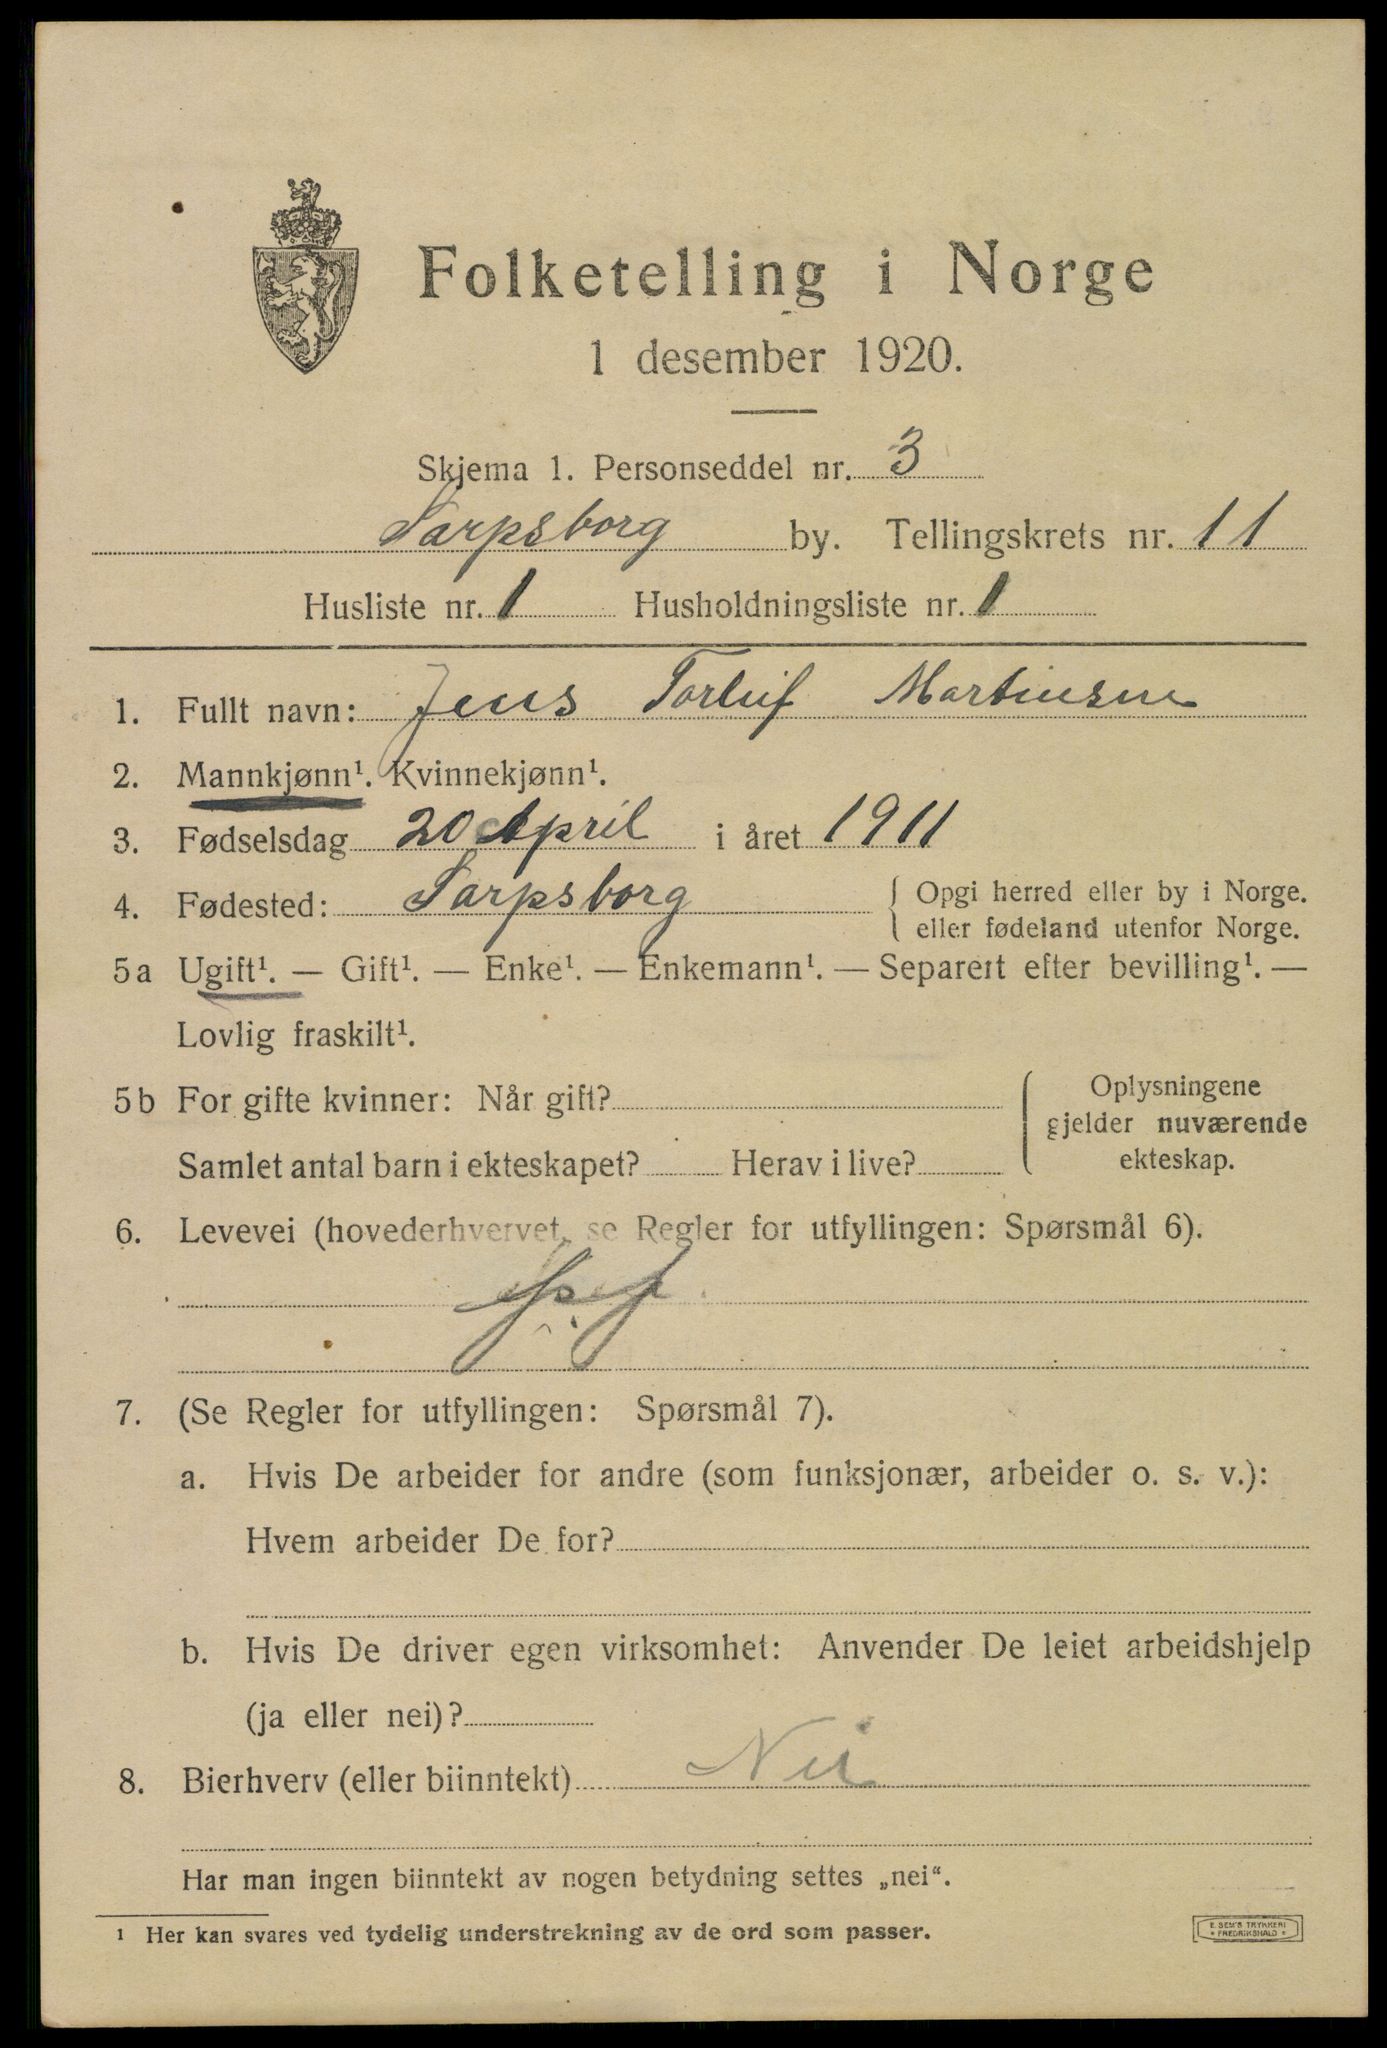 Folketelling i Norge
1 desember 1920.
Skjema 1. Personseddel nr. 3
Sarpsborg by. Tellingskrets nr. 11
Husliste nr. 1 Husholdningsliste nr. 1
1. Fullt navn: Jens Torleif Martinsen
2. Mannkjønn¹. Kvinnekjønn¹.
3. Fødselsdag 20 April i året 1911
4. Fødested: Sarpsborg { Opgi herred eller by i Norge.
eller fødeland utenfor Norge.
5a Ugift¹. — Gift¹. — Enke¹. — Enkemann¹. — Separert efter bevilling¹. —
Lovlig fraskilt¹.
5b For gifte kvinner: Når gift? { Oplysningene
gjelder nuværende
Samlet antal barn i ekteskapet? Herav i live? ekteskap.
6. Levevei (hovederhvervet, se Regler for utfyllingen: Spørsmål 6).
7. (Se Regler for utfyllingen: Spørsmål 7).
a. Hvis De arbeider for andre (som funksjonær, arbeider o. s. v.):
Hvem arbeider De for?
b. Hvis De driver egen virksomhet: Anvender De leiet arbeidshjelp
(ja eller nei)?
8. Bierhverv (eller biinntekt) Nei
Har man ingen biinntekt av nogen betydning settes „nei“.
¹ Her kan svares ved tydelig understrekning av de ord som passer.
E. SEM'S TRYKKERI
* FREDRIKSHALD *